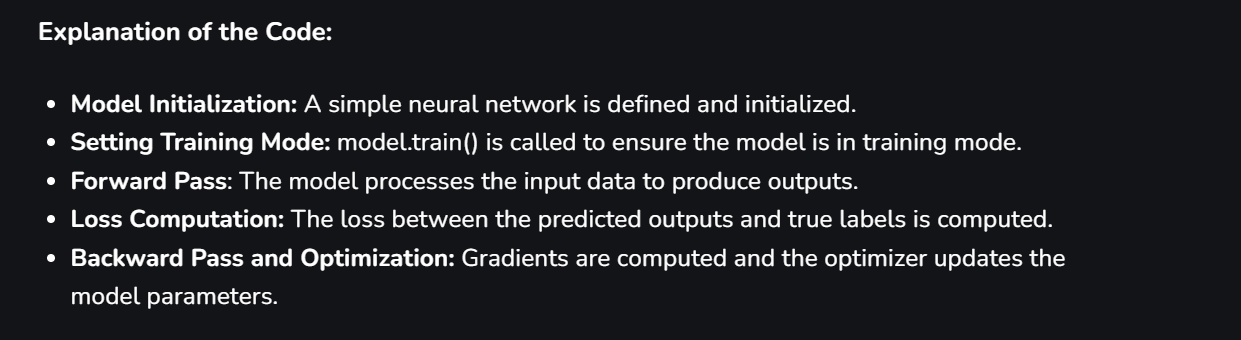 Explanation of the Code:
• Model Initialization: A simple neural network is defined and initialized.
• Setting Training Mode: model.train() is called to ensure the model is in training mode.
• Forward Pass: The model processes the input data to produce outputs.
• Loss Computation: The loss between the predicted outputs and true labels is computed.
• Backward Pass and Optimization: Gradients are computed and the optimizer updates the
model parameters.